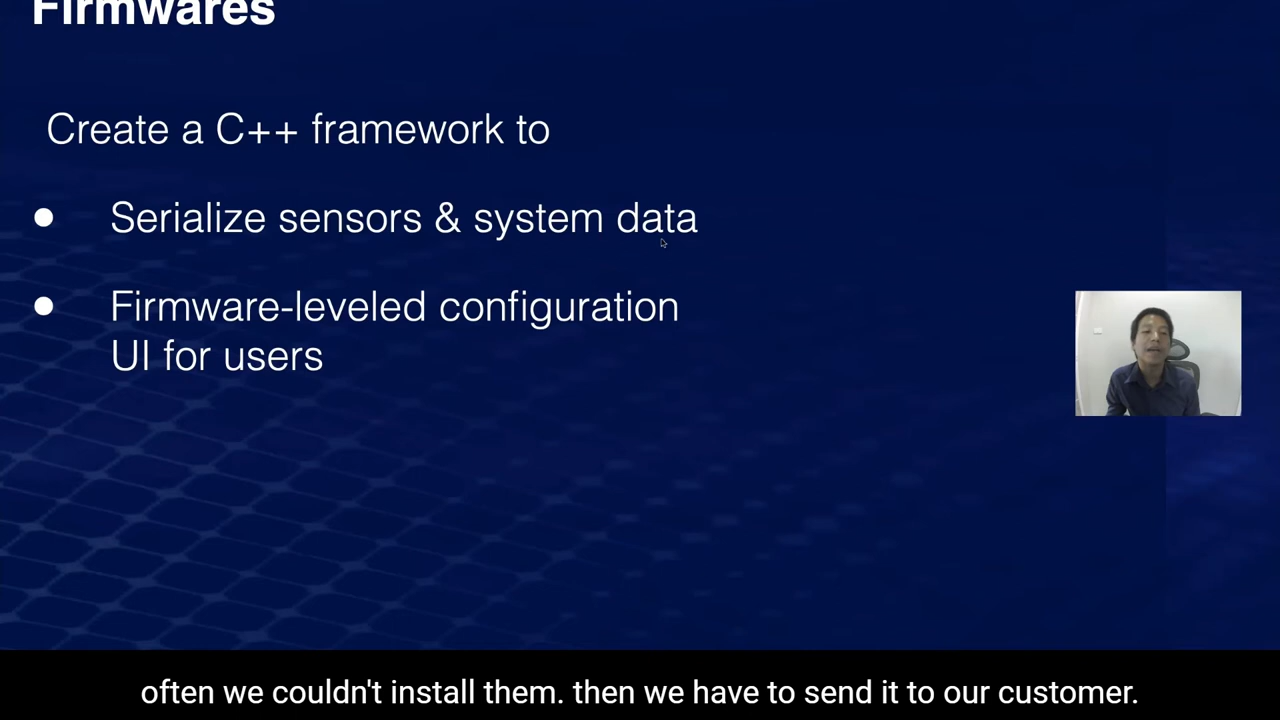 Firmwares
Create a C++ framework to
● Serialize sensors & system data
● Firmware-leveled configuration
UI for users
often we couldn't install them. then we have to send it to our customer.